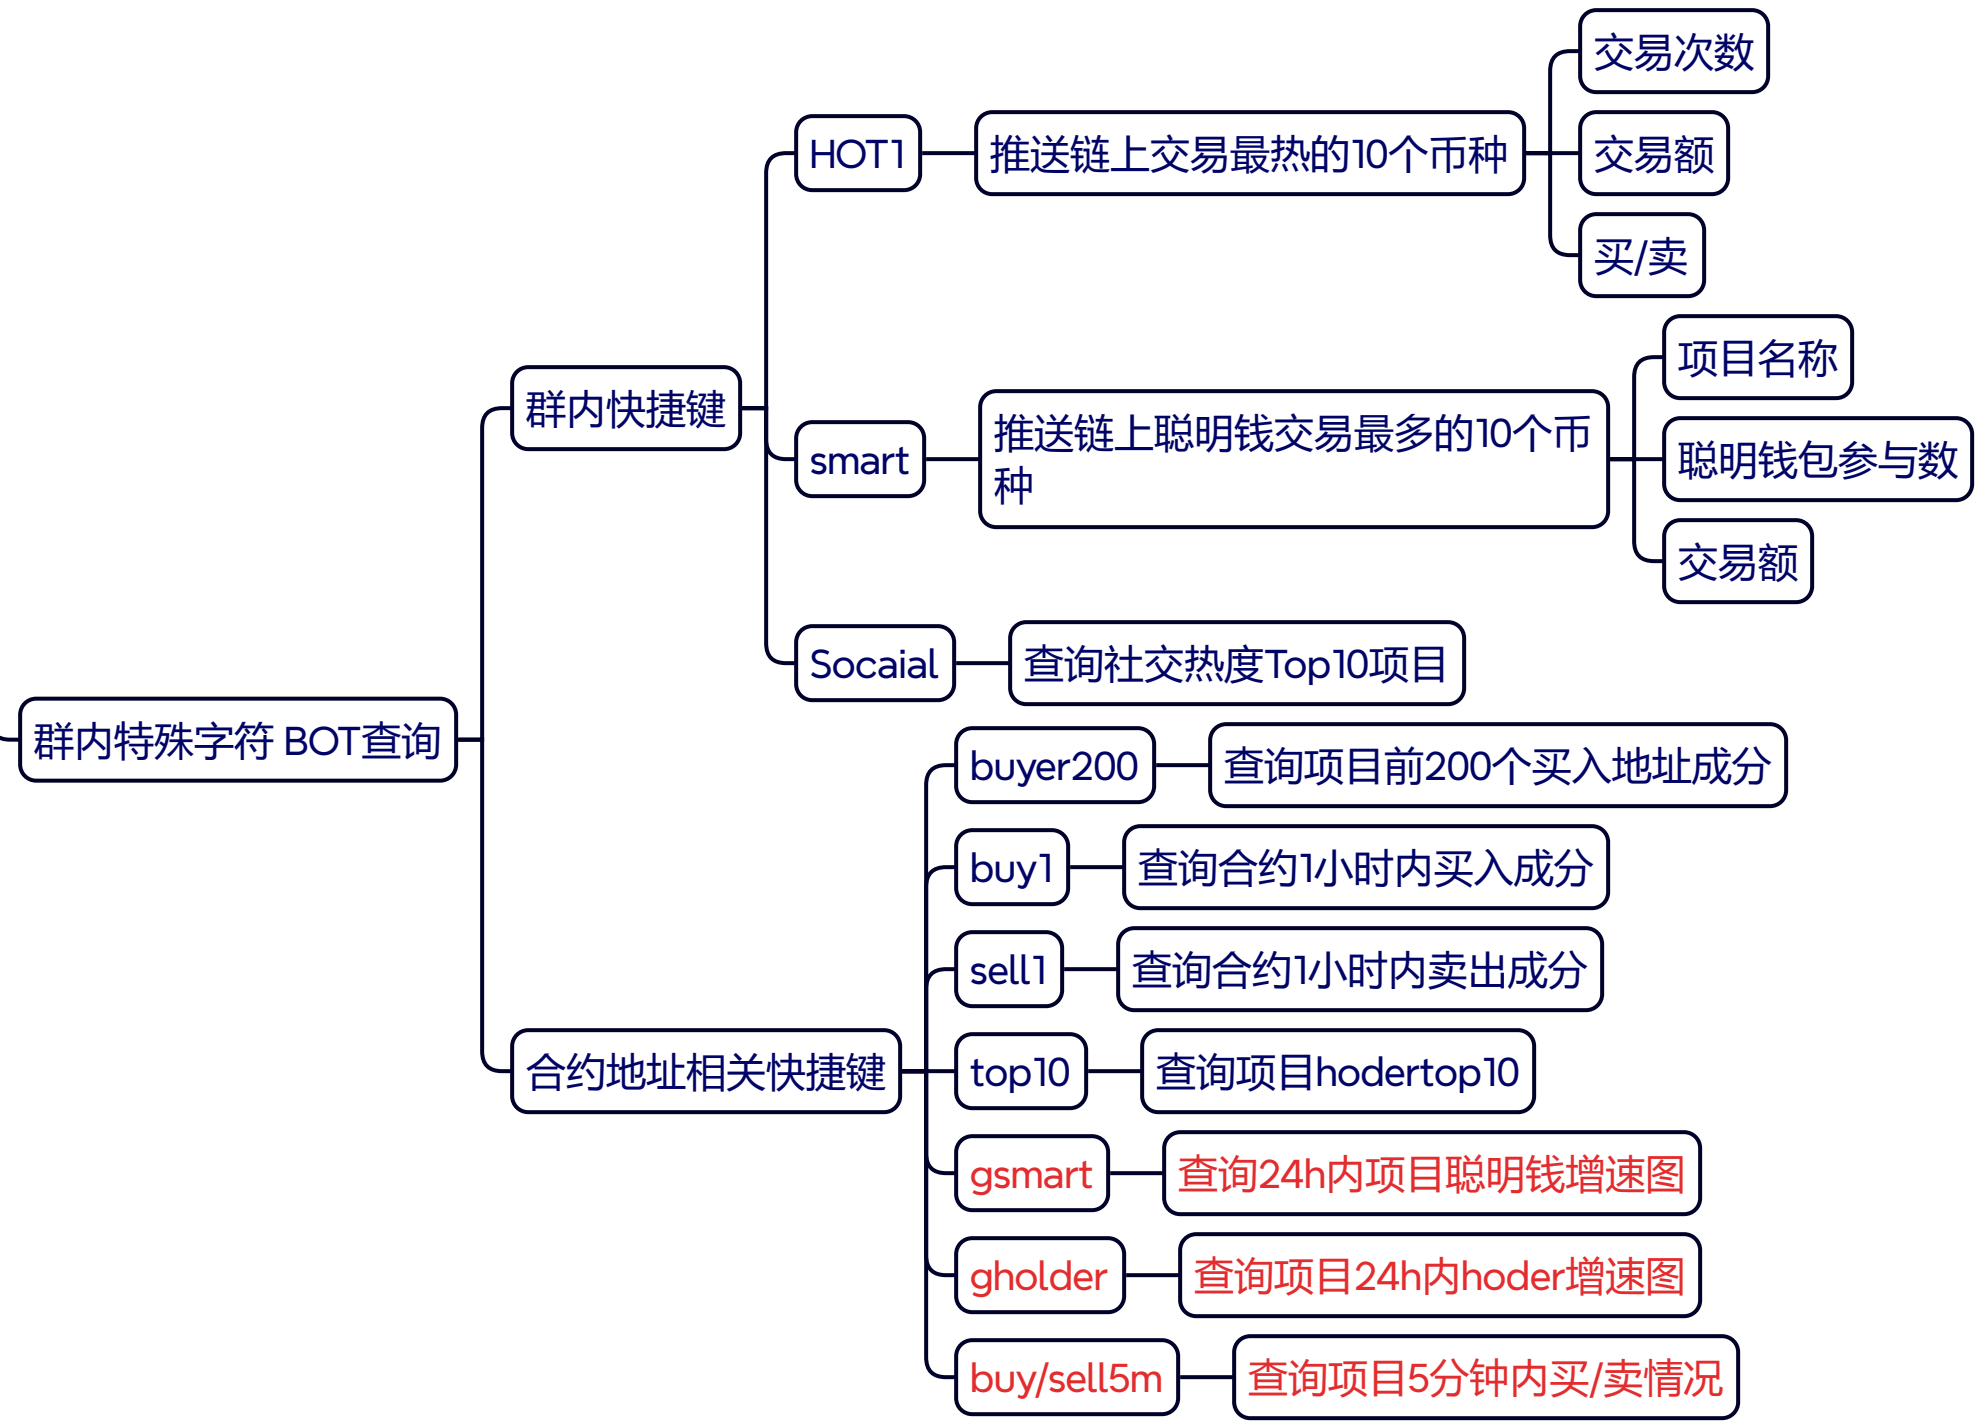 群内特殊字符 BOT查询
群内快捷键
HOT1
推送链上交易最热的10个币种
交易次数
交易额
买/卖
smart
推送链上聪明钱交易最多的10个币
种
项目名称
聪明钱包参与数
交易额
Socaial
查询社交热度Top10项目
合约地址相关快捷键
buyer200
查询项目前200个买入地址成分
buy1
查询合约1小时内买入成分
sell1
查询合约1小时内卖出成分
top10
查询项目hodertop10
gsmart
查询24h内项目聪明钱增速图
gholder
查询项目24h内hoder增速图
buy/sell5m
查询项目5分钟内买/卖情况